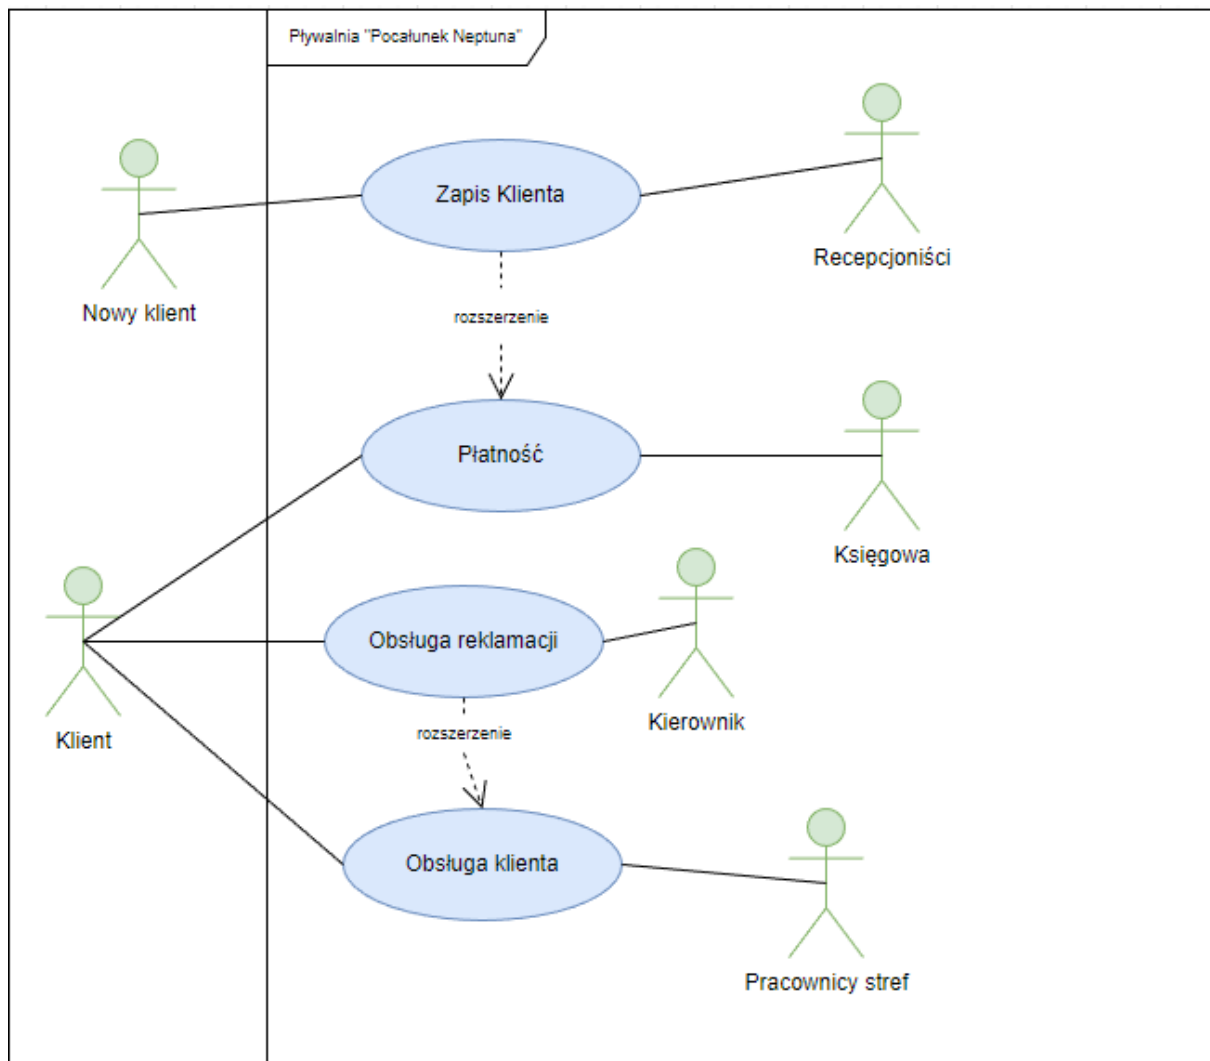 Pływalnia "Pocałunek Neptuna"
Zapis Klienta
Recepcjoniści
Nowy klient
rozszerzenie
Płatność
Księgowa
Obsługa reklamacji
Kierownik
Klient
rozszerzenie
Obsługa klienta
Pracownicy stref